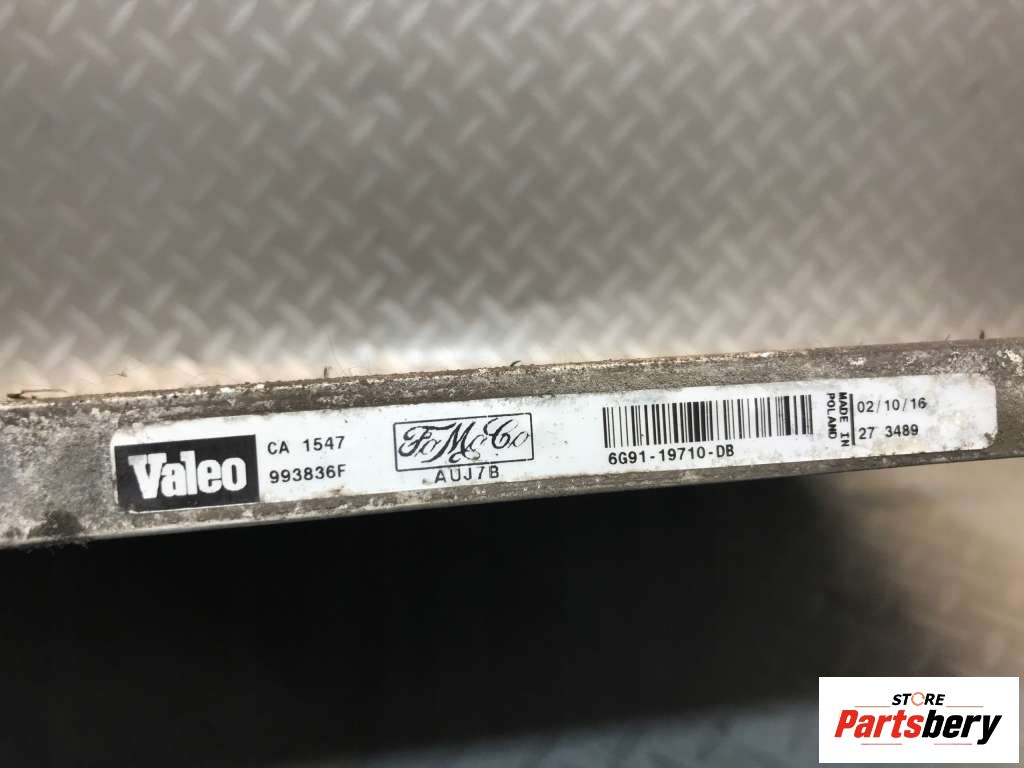 Valeo
CA 1547
993836F
FoMoCo
AUJ7B
6G91-19710-DB
MADE IN
POLAND
02/10/16
27 3489
STORE
Partsbery